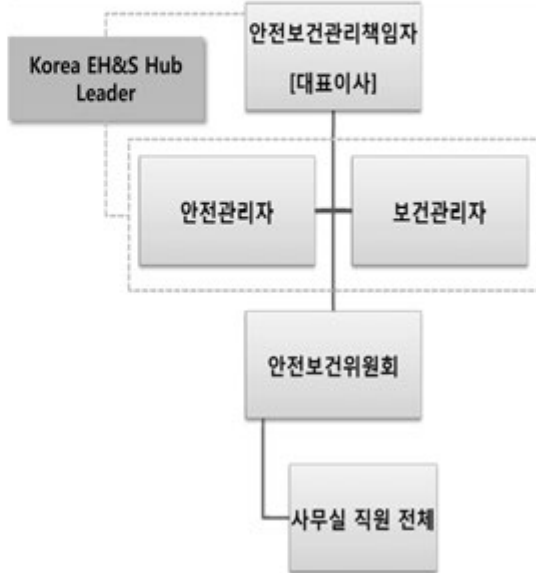 안전보건관리책임자
[대표이사]
Korea EH&S Hub
Leader
안전관리자
보건관리자
안전보건위원회
사무실 직원 전체